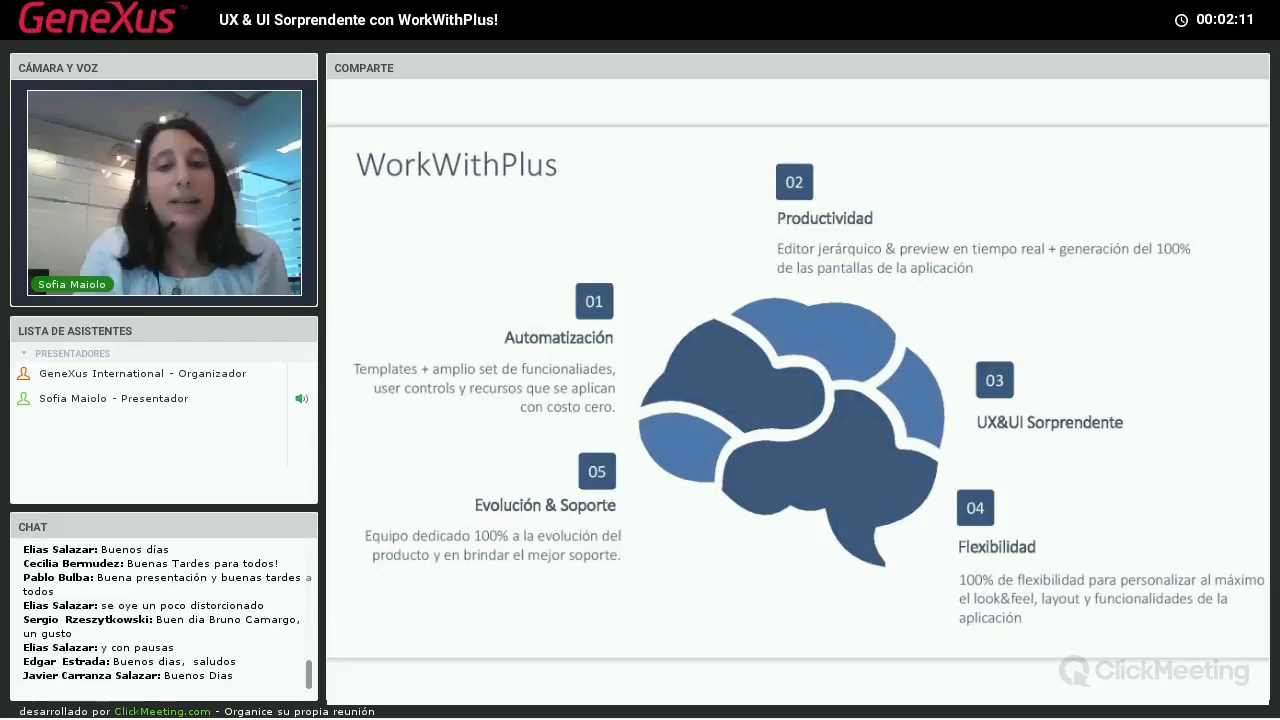 GeneXus™
UX & UI Sorprendente con WorkWithPlus!
00:02:11
CÁMARA Y VOZ
Sofia Maiolo
LISTA DE ASISTENTES
PRESENTADORES
GeneXus International - Organizador
Sofia Maiolo - Presentador
CHAT
Elias Salazar: Buenos días
Cecilia Bermudez: Buenas Tardes para todos!
Pablo Bulba: Buena presentación y buenas tardes a
todos
Elias Salazar: se oye un poco distorcionado
Sergio Rzeszytkowski: Buen dia Bruno Camargo,
un gusto
Elias Salazar: y con pausas
Edgar Estrada: Buenos dias, saludos
Javier Carranza Salazar: Buenos Dias
COMPARTE
WorkWithPlus
01
Automatización
Templates + amplio set de funcionaliades,
user controls y recursos que se aplican
con costo cero.
02
Productividad
Editor jerárquico & preview en tiempo real + generación del 100%
de las pantallas de la aplicación
03
UX&UI Sorprendente
04
Flexibilidad
100% de flexibilidad para personalizar al máximo
el look&feel, layout y funcionalidades de la
aplicación
05
Evolución & Soporte
Equipo dedicado 100% a la evolución del
producto y en brindar el mejor soporte.
ClickMeeting
desarrollado por ClickMeeting.com - Organice su propia reunión